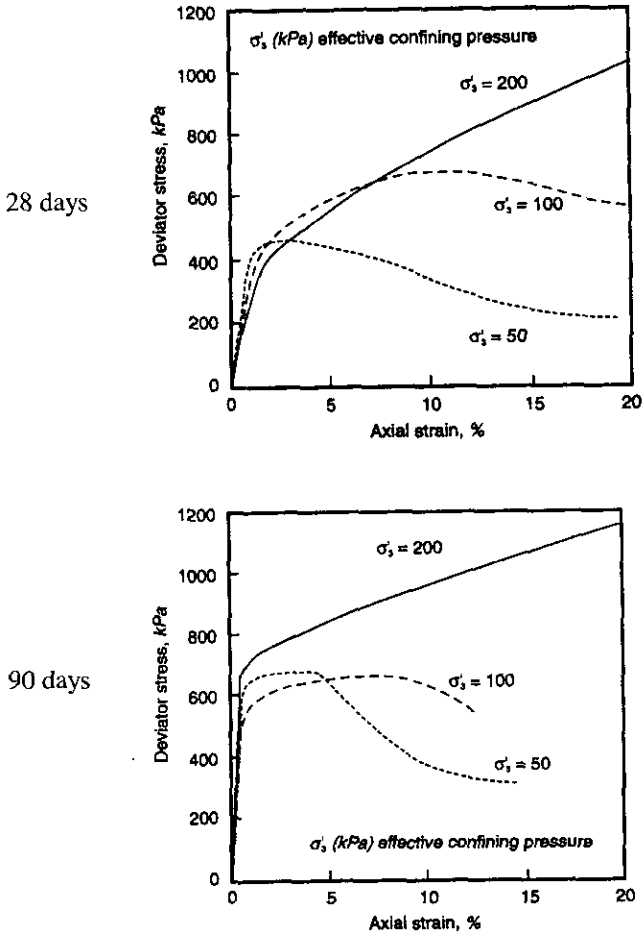 28 days
Deviator stress, kPa
1200
1000
800
600
400
200
0
σ'₃ (kPa) effective confining pressure
σ'₃ = 200
σ'₃ = 100
σ'₃ = 50
0 5 10 15 20
Axial strain, %
90 days
Deviator stress, kPa
1200
1000
800
600
400
200
0
σ'₃ = 200
σ'₃ = 100
σ'₃ = 50
σ'₃ (kPa) effective confining pressure
0 5 10 15 20
Axial strain, %